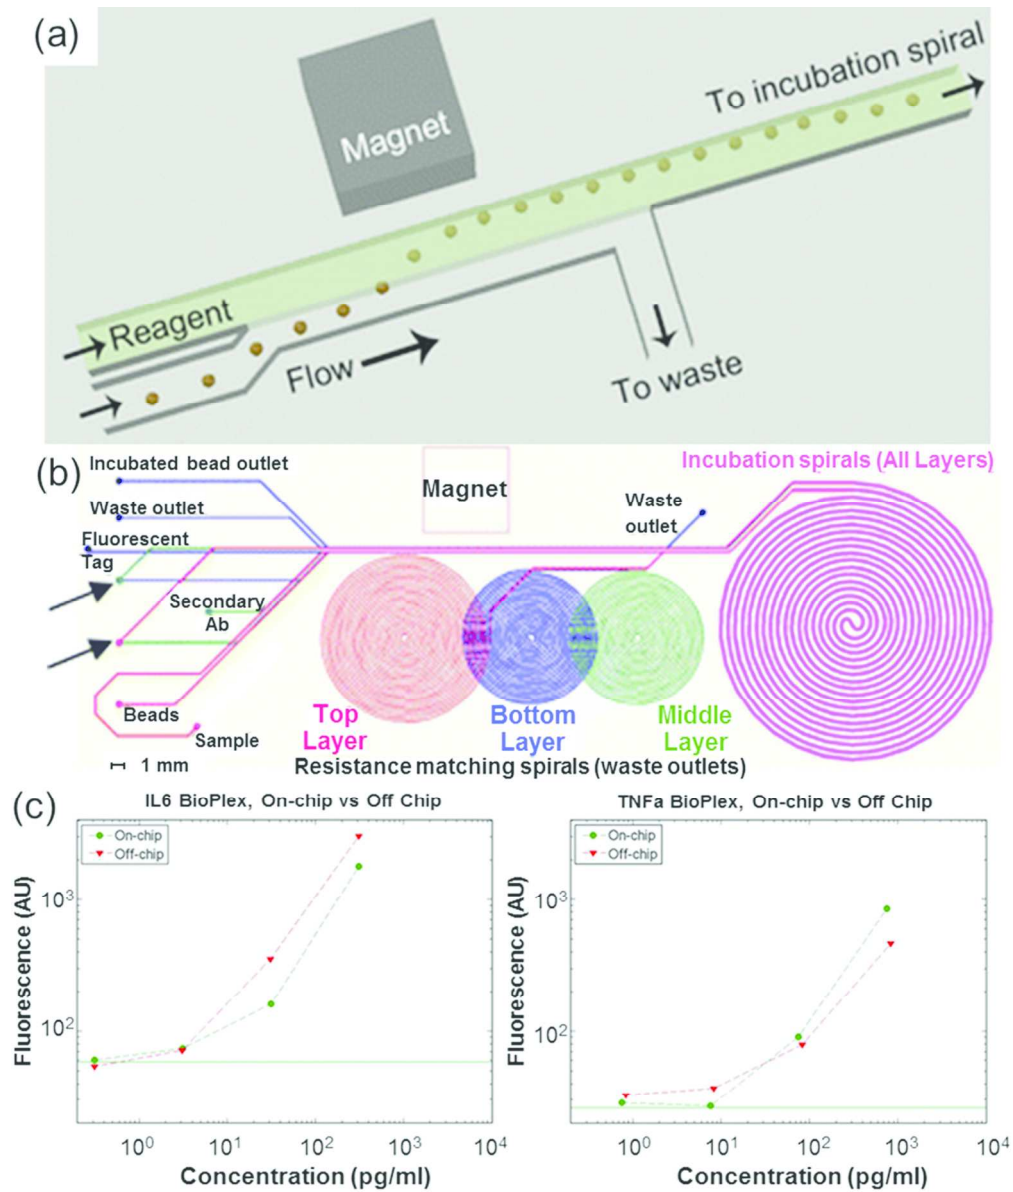 (a)
Magnet
To incubation spiral
Reagent
Flow
To waste
(b)
Incubated bead outlet
Waste outlet
Fluorescent
Tag
Secondary
Ab
Beads
Sample
1 mm
Magnet
Waste
outlet
Incubation spirals (All Layers)
Top
Layer
Bottom
Layer
Middle
Layer
Resistance matching spirals (waste outlets)
(c)
IL6 BioPlex, On-chip vs Off Chip
On-chip
Off-chip
Fluorescence (AU)
10³
10²
10⁰ 10¹ 10² 10³ 10⁴
Concentration (pg/ml)
TNFa BioPlex, On-chip vs Off Chip
On-chip
Off-chip
Fluorescence (AU)
10³
10²
10⁰ 10¹ 10² 10³ 10⁴
Concentration (pg/ml)